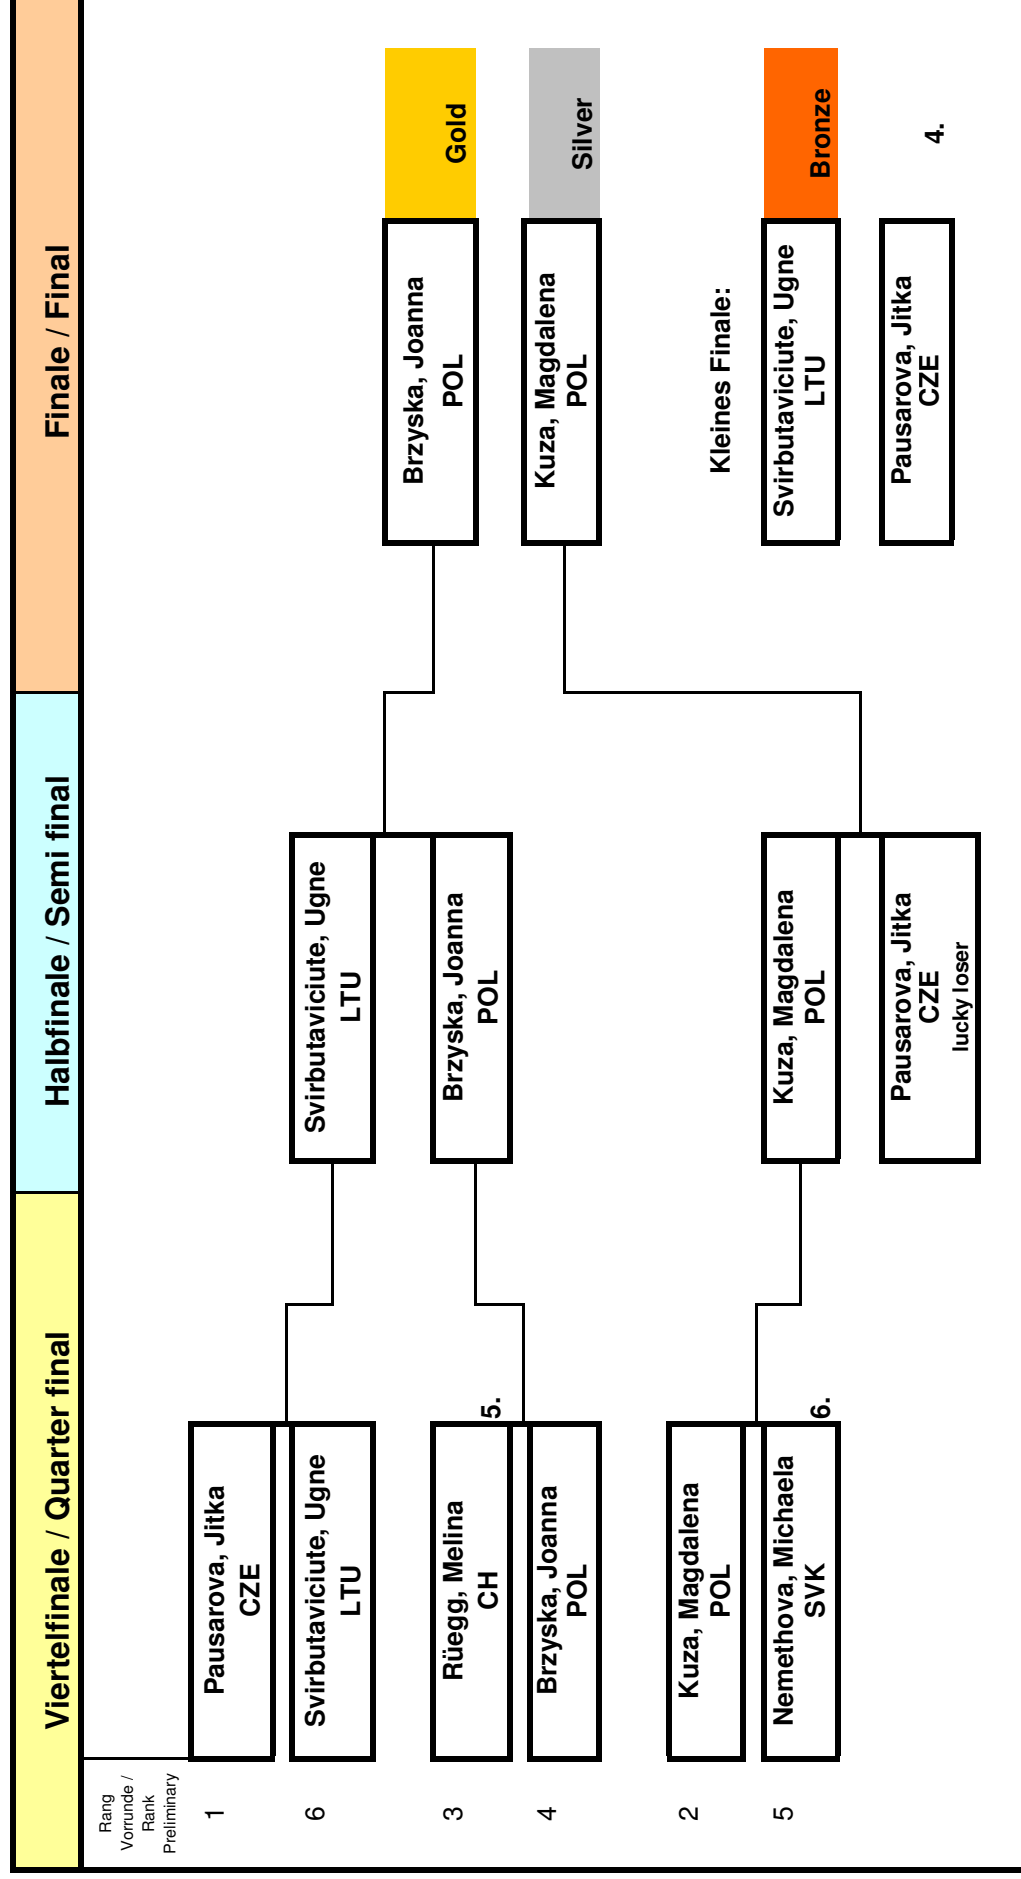 Viertelfinale / Quarter final
Halbfinale / Semi final
Finale / Final
Rang
Vorrunde /
Rank
Preliminary
1
Pausarova, Jitka
CZE
6
Svirbutaviciute, Ugne
LTU
3
Rüegg, Melina
CH
5.
4
Brzyska, Joanna
POL
2
Kuza, Magdalena
POL
5
Nemethova, Michaela
SVK
6.
Svirbutaviciute, Ugne
LTU
Brzyska, Joanna
POL
Kuza, Magdalena
POL
Pausarova, Jitka
CZE
lucky loser
Brzyska, Joanna
POL
Gold
Kuza, Magdalena
POL
Silver
Kleines Finale:
Svirbutaviciute, Ugne
LTU
Bronze
Pausarova, Jitka
CZE
4.